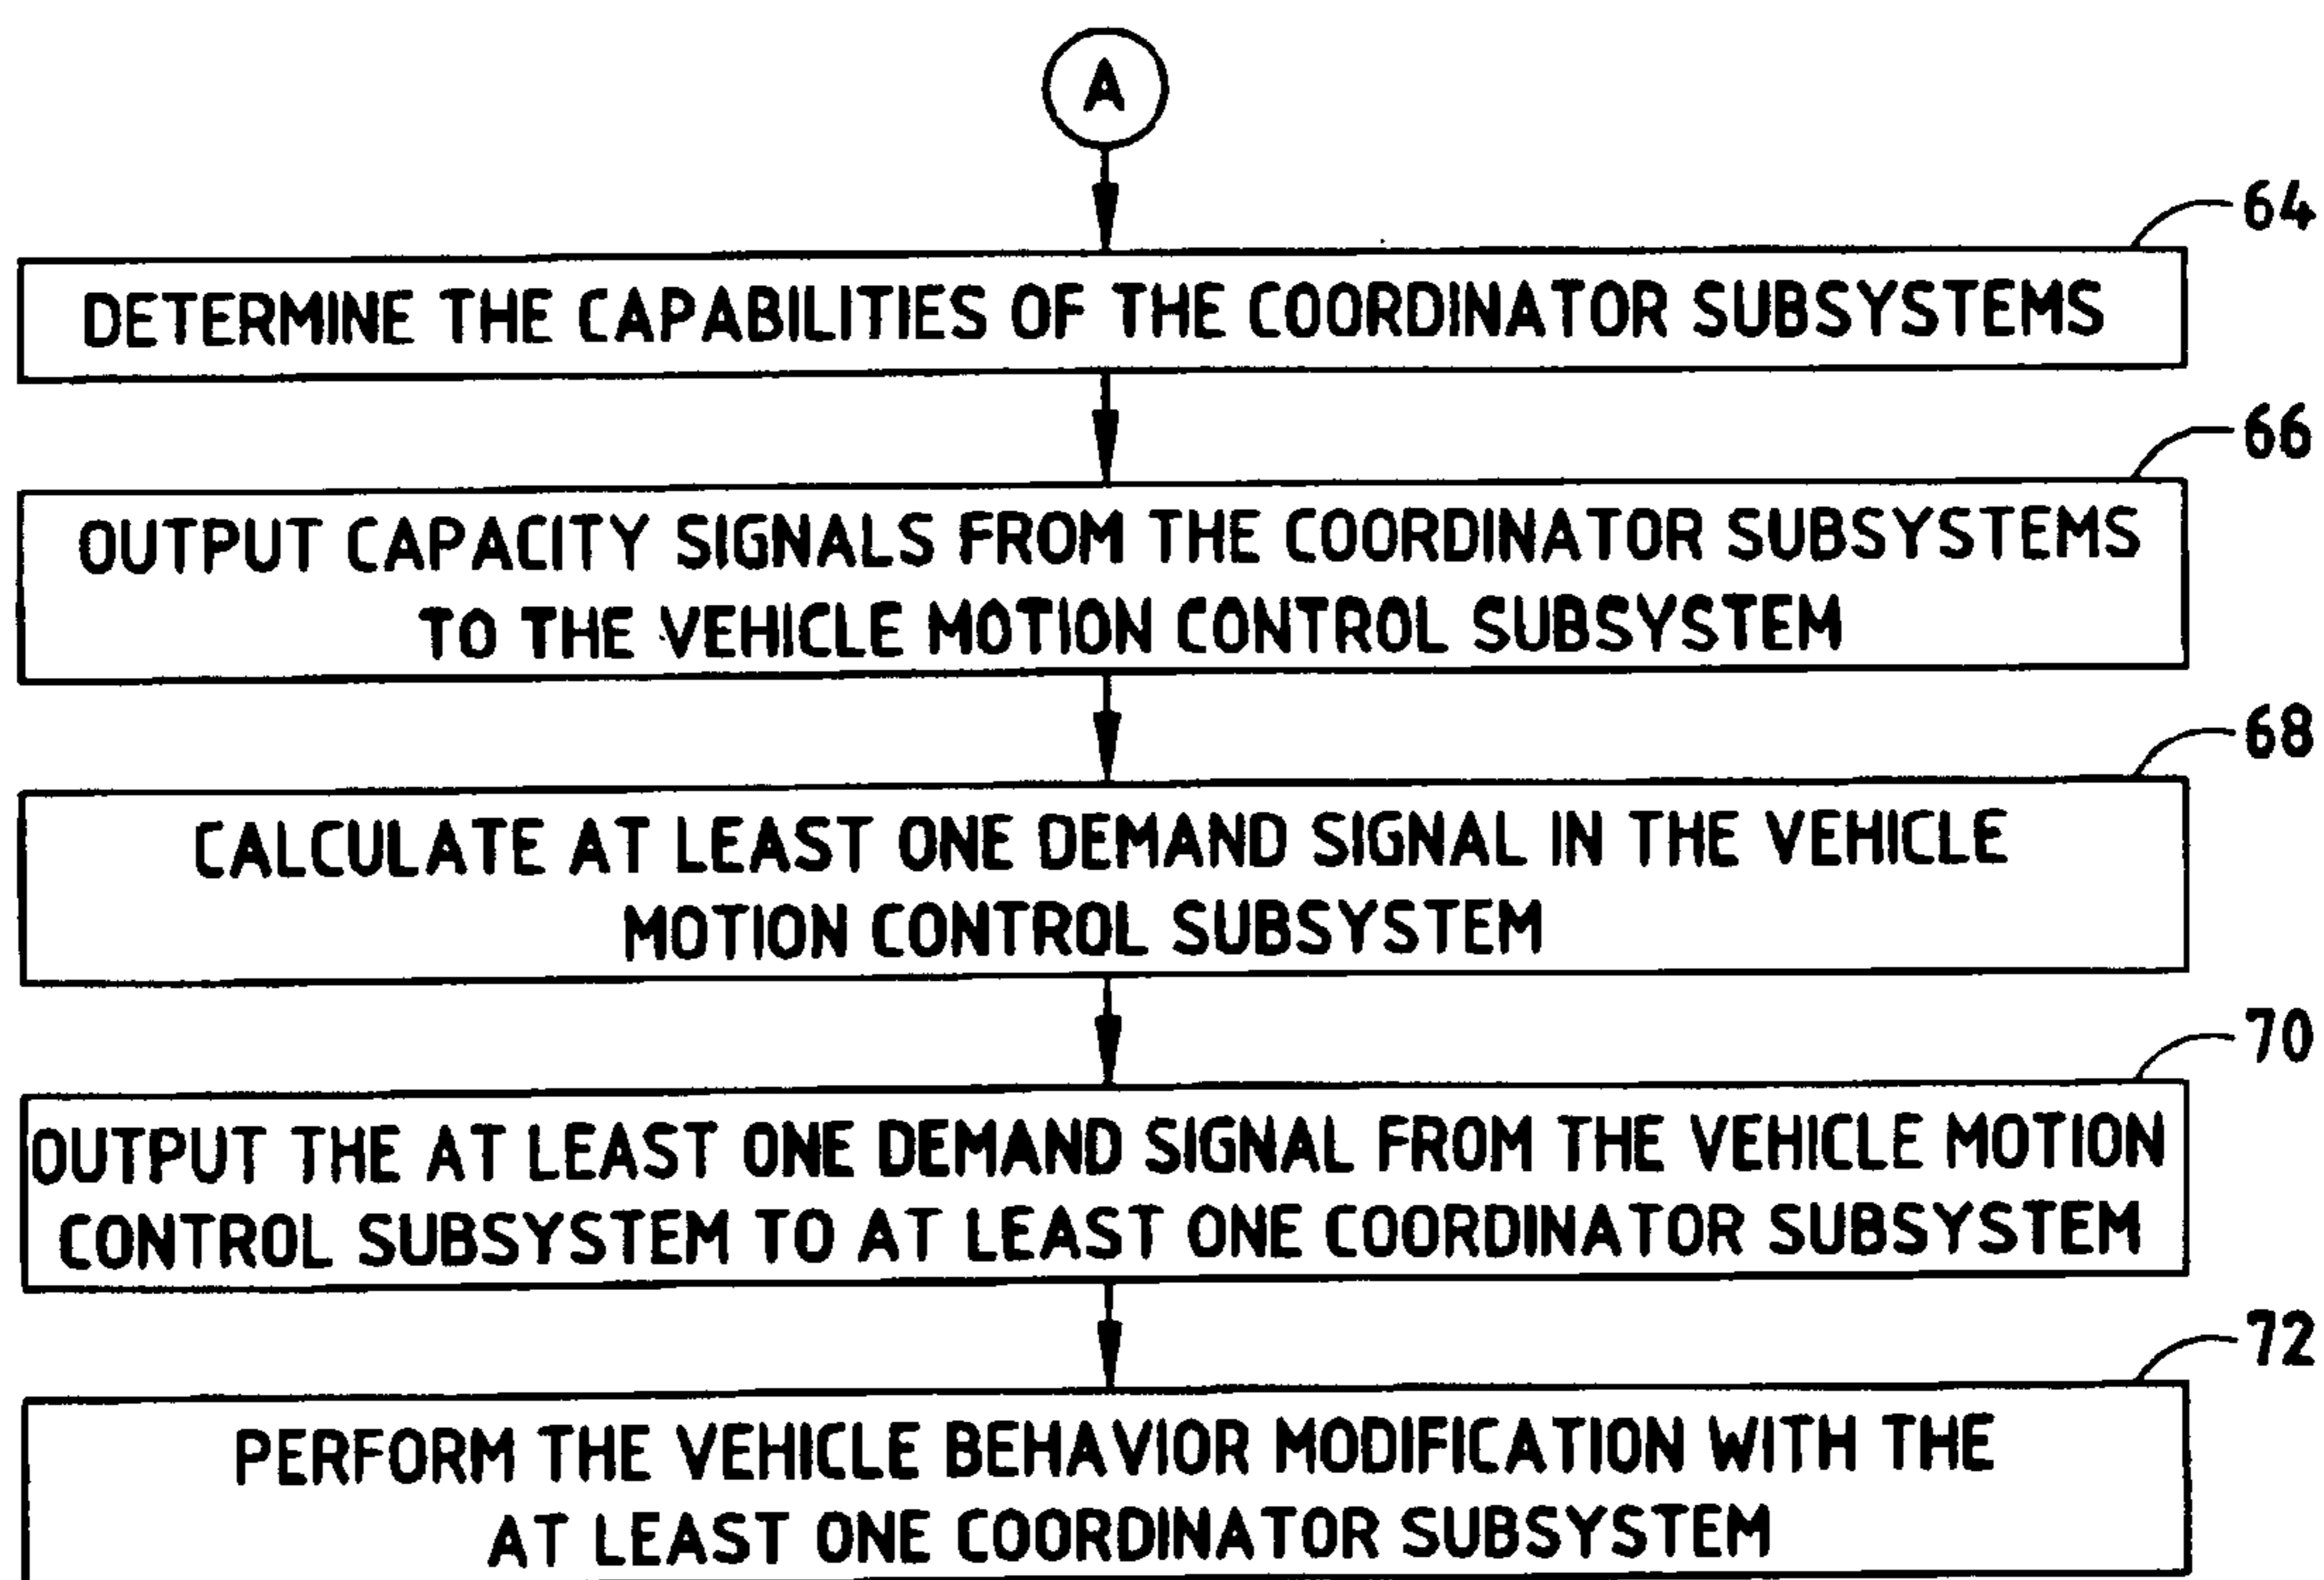 A
64
DETERMINE THE CAPABILITIES OF THE COORDINATOR SUBSYSTEMS
66
OUTPUT CAPACITY SIGNALS FROM THE COORDINATOR SUBSYSTEMS
TO THE VEHICLE MOTION CONTROL SUBSYSTEM
68
CALCULATE AT LEAST ONE DEMAND SIGNAL IN THE VEHICLE
MOTION CONTROL SUBSYSTEM
70
OUTPUT THE AT LEAST ONE DEMAND SIGNAL FROM THE VEHICLE MOTION
CONTROL SUBSYSTEM TO AT LEAST ONE COORDINATOR SUBSYSTEM
72
PERFORM THE VEHICLE BEHAVIOR MODIFICATION WITH THE
AT LEAST ONE COORDINATOR SUBSYSTEM